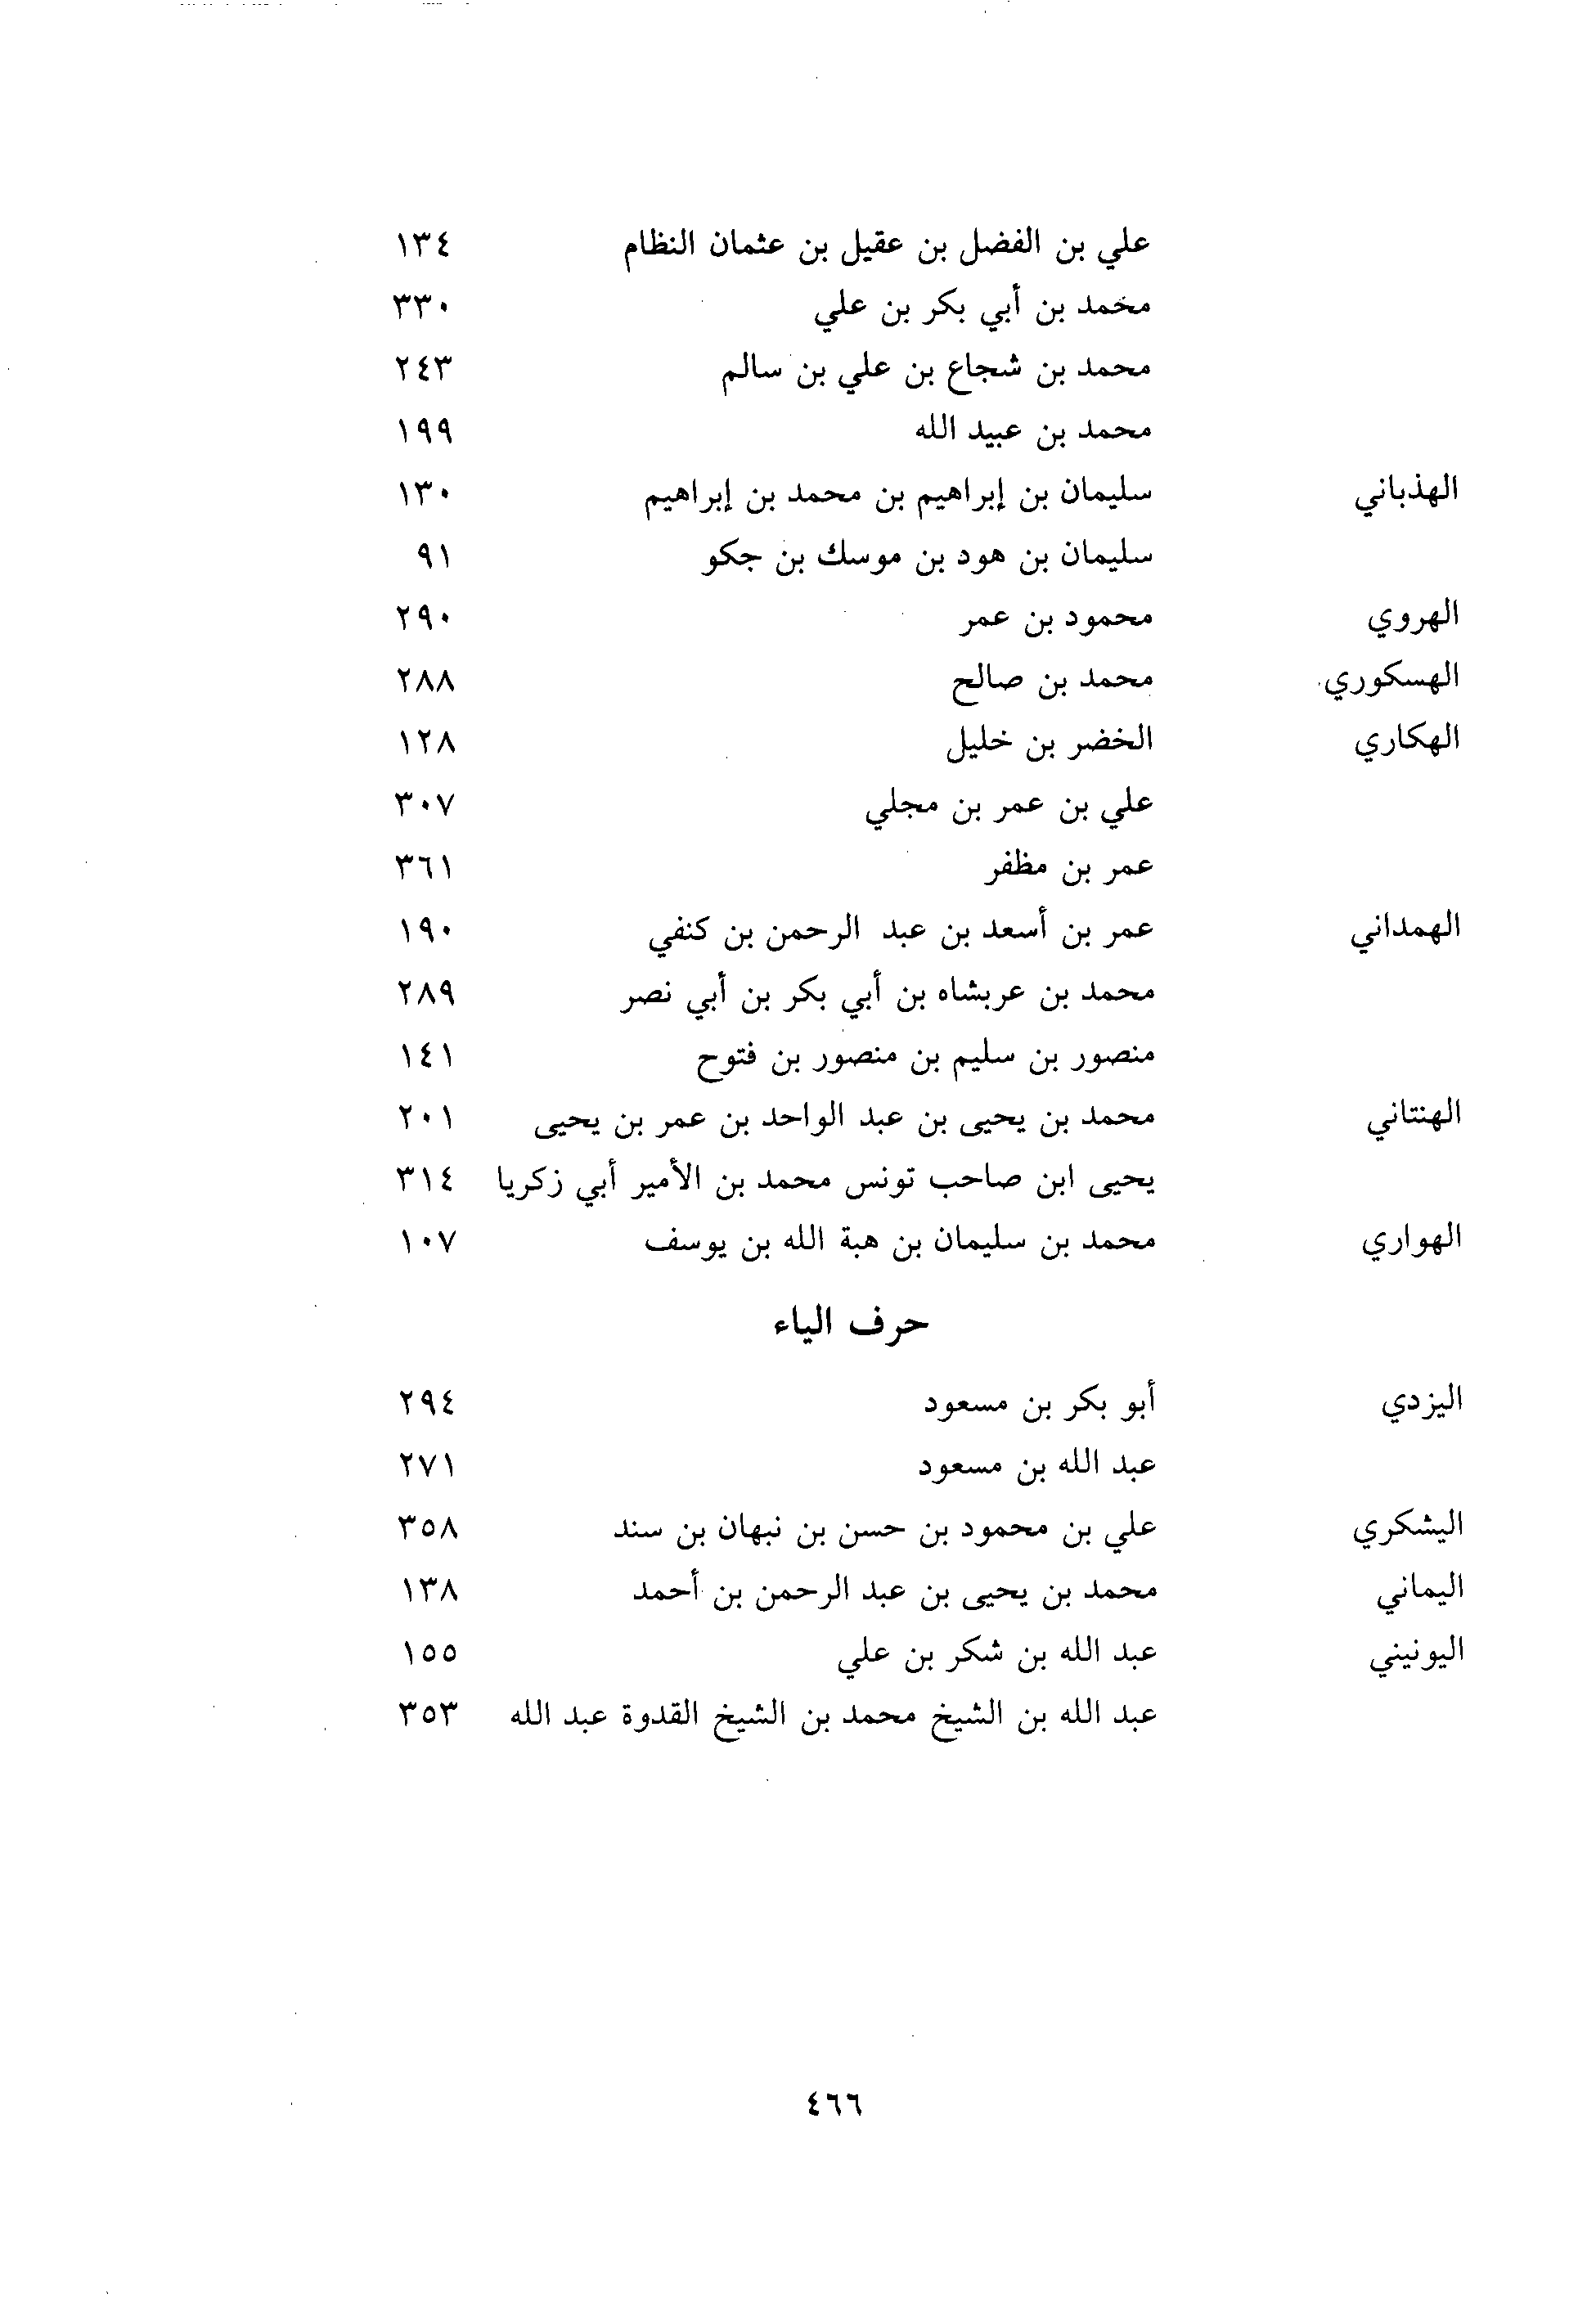 علي بن الفضل بن عقيل بن عثمان النظام ١٣٤
محمد بن أبي بكر بن علي ٣٣٠
محمد بن شجاع بن علي بن سالم ٢٤٣
محمد بن عبيد الله ١٩٩
الهذباني سليمان بن إبراهيم بن محمد بن إبراهيم ١٣٠
سليمان بن هود بن موسك بن جكو ٩١
الهروي محمود بن عمر ٢٩٠
الهسكوري محمد بن صالح ٢٨٨
الهكاري الخضر بن خليل ١٢٨
علي بن عمر بن مجلي ٣٠٧
عمر بن مظفر ٣٦١
الهمداني عمر بن أسعد بن عبد الرحمن بن كنفي ١٩٠
محمد بن عربشاه بن أبي بكر بن أبي نصر ٢٨٩
منصور بن سليم بن منصور بن فتوح ١٤١
الهنتاني محمد بن يحيى بن عبد الواحد بن عمر بن يحيى ٢٠١
يحيى ابن صاحب تونس محمد بن الأمير أبي زكريا ٣١٤
الهواري محمد بن سليمان بن هبة الله بن يوسف ١٠٧
حرف الياء
اليزدي أبو بكر بن مسعود ٢٩٤
عبد الله بن مسعود ٢٧١
اليشكري علي بن محمود بن حسن بن نبهان بن سند ٣٥٨
اليماني محمد بن يحيى بن عبد الرحمن بن أحمد ١٣٨
اليونيني عبد الله بن شكر بن علي ١٥٥
عبد الله بن الشيخ محمد بن الشيخ القدوة عبد الله ٣٥٣
٤٦٦